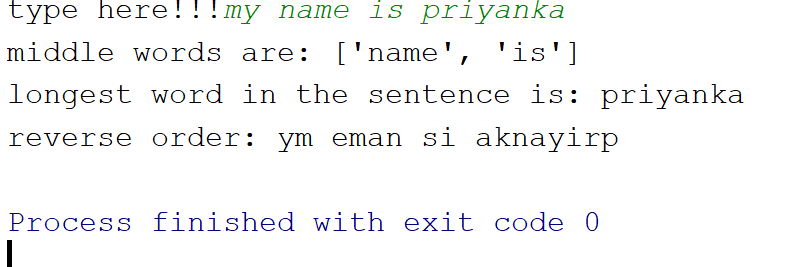 type here!!!my name is priyanka
middle words are: ['name', 'is']
longest word in the sentence is: priyanka
reverse order: ym eman si aknayirp
Process finished with exit code 0